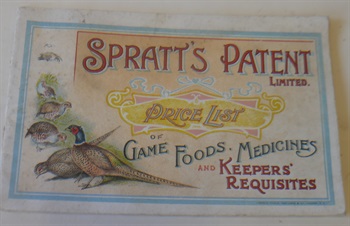 SPRATT'S PATENT
LIMITED.
PRICE LIST
OF
GAME FOODS. MEDICINES
AND KEEPERS'
REQUISITES